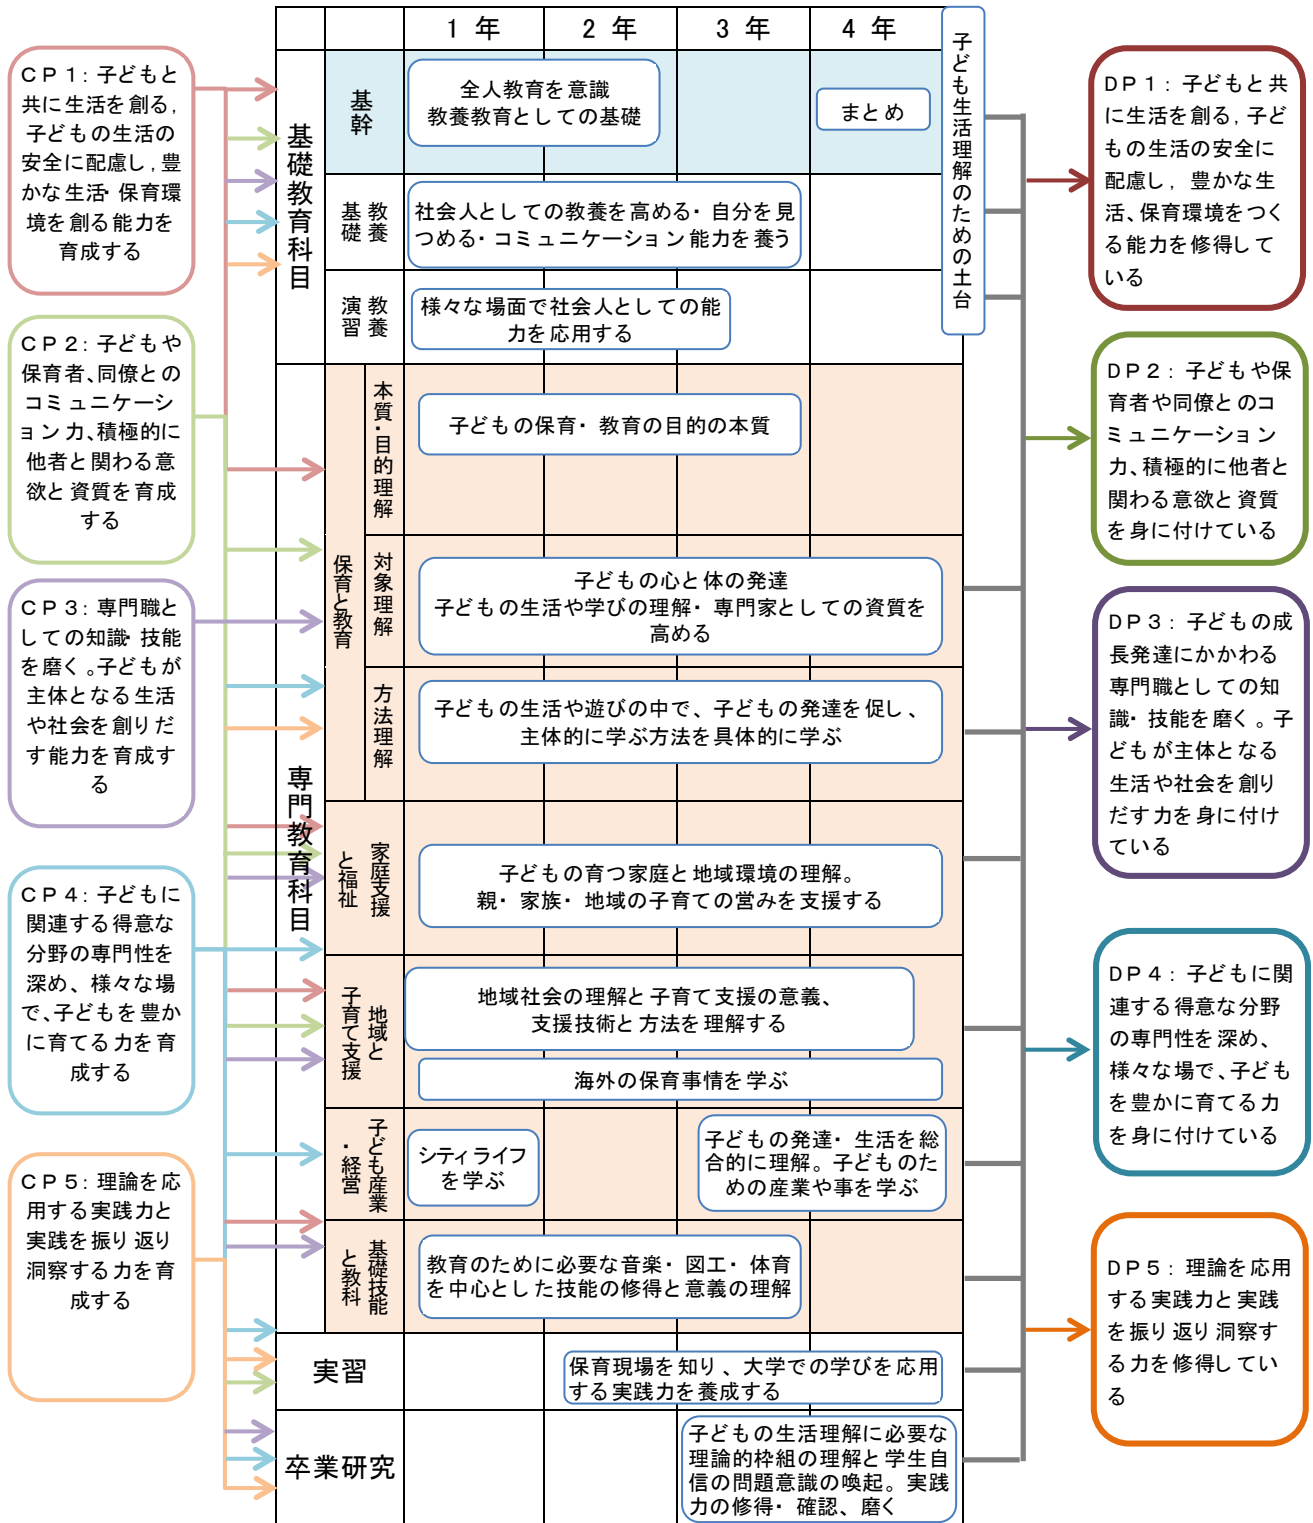 1 年
2 年
3 年
4 年
子ども生活理解のための土台
CP1:子どもと
共に生活を創る,
子どもの生活の
安全に配慮し,豊
かな生活・保育環
境を創る能力を
育成する
CP2:子どもや
保育者、同僚との
コミュニケーシ
ョン力、積極的に
他者と関わる意
欲と資質を育成
する
CP3:専門職と
しての知識・技能
を磨く。子どもが
主体となる生活
や社会を創りだ
す能力を育成す
る
CP4:子どもに
関連する得意な
分野の専門性を
深め、様々な場
で、子どもを豊か
に育てる力を育
成する
CP5:理論を応
用する実践力と
実践を振り返り
洞察する力を育
成する
基礎教育科目
基幹
全人教育を意識
教養教育としての基礎
まとめ
教養
基礎
社会人としての教養を高める・自分を見
つめる・コミュニケーション能力を養う
教養
演習
様々な場面で社会人としての能
力を応用する
専門教育科目
保育と教育
本質・目的理解
子どもの保育・教育の目的の本質
対象理解
子どもの心と体の発達
子どもの生活や学びの理解・専門家としての資質を
高める
方法理解
子どもの生活や遊びの中で、子どもの発達を促し、
主体的に学ぶ方法を具体的に学ぶ
家庭支援
と福祉
子どもの育つ家庭と地域環境の理解。
親・家族・地域の子育ての営みを支援する
地域と
子育て支援
地域社会の理解と子育て支援の意義、
支援技術と方法を理解する
海外の保育事情を学ぶ
子ども産業
・経営
シティライフ
を学ぶ
子どもの発達・生活を総
合的に理解。子どものた
めの産業や事を学ぶ
基礎技能
と教科
教育のために必要な音楽・図工・体育
を中心とした技能の修得と意義の理解
実習
保育現場を知り、大学での学びを応用
する実践力を養成する
卒業研究
子どもの生活理解に必要な
理論的枠組の理解と学生自
信の問題意識の喚起。実践
力の修得・確認、磨く
DP1:子どもと共
に生活を創る,子ど
もの生活の安全に
配慮し,豊かな生
活、保育環境をつく
る能力を修得して
いる
DP2:子どもや保
育者や同僚とのコ
ミュニケーション
力、積極的に他者と
関わる意欲と資質
を身に付けている
DP3:子どもの成
長発達にかかわる
専門職としての知
識・技能を磨く。子
どもが主体となる
生活や社会を創り
だす力を身に付け
ている
DP4:子どもに関
連する得意な分野
の専門性を深め、
様々な場で、子ども
を豊かに育てる力
を身に付けている
DP5:理論を応用
する実践力と実践
を振り返り洞察す
る力を修得してい
る